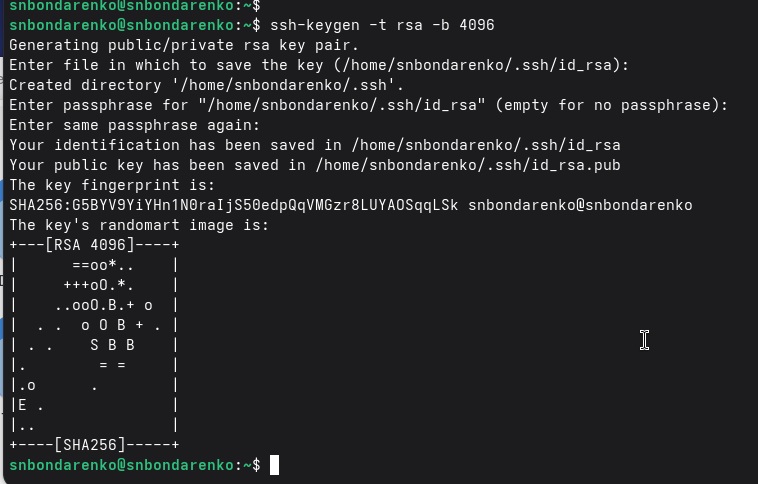 snbondarenko@snbondarenko:~$
snbondarenko@snbondarenko:~$ ssh-keygen -t rsa -b 4096
Generating public/private rsa key pair.
Enter file in which to save the key (/home/snbondarenko/.ssh/id_rsa):
Created directory '/home/snbondarenko/.ssh'.
Enter passphrase for "/home/snbondarenko/.ssh/id_rsa" (empty for no passphrase):
Enter same passphrase again:
Your identification has been saved in /home/snbondarenko/.ssh/id_rsa
Your public key has been saved in /home/snbondarenko/.ssh/id_rsa.pub
The key fingerprint is:
SHA256:G5BYV9YiYHn1N0raIjS50edpQqVMGzr8LUYAOSqqLSk snbondarenko@snbondarenko
The key's randomart image is:
+---[RSA 4096]----+
|      ==oo*..    |
|     +++oO.*.    |
|    ..ooO.B.+ o  |
|  . .  o O B + . |
| . .    S B B    |
|.        = =     |
|.o      .        |
|E .              |
|..               |
+----[SHA256]-----+
snbondarenko@snbondarenko:~$